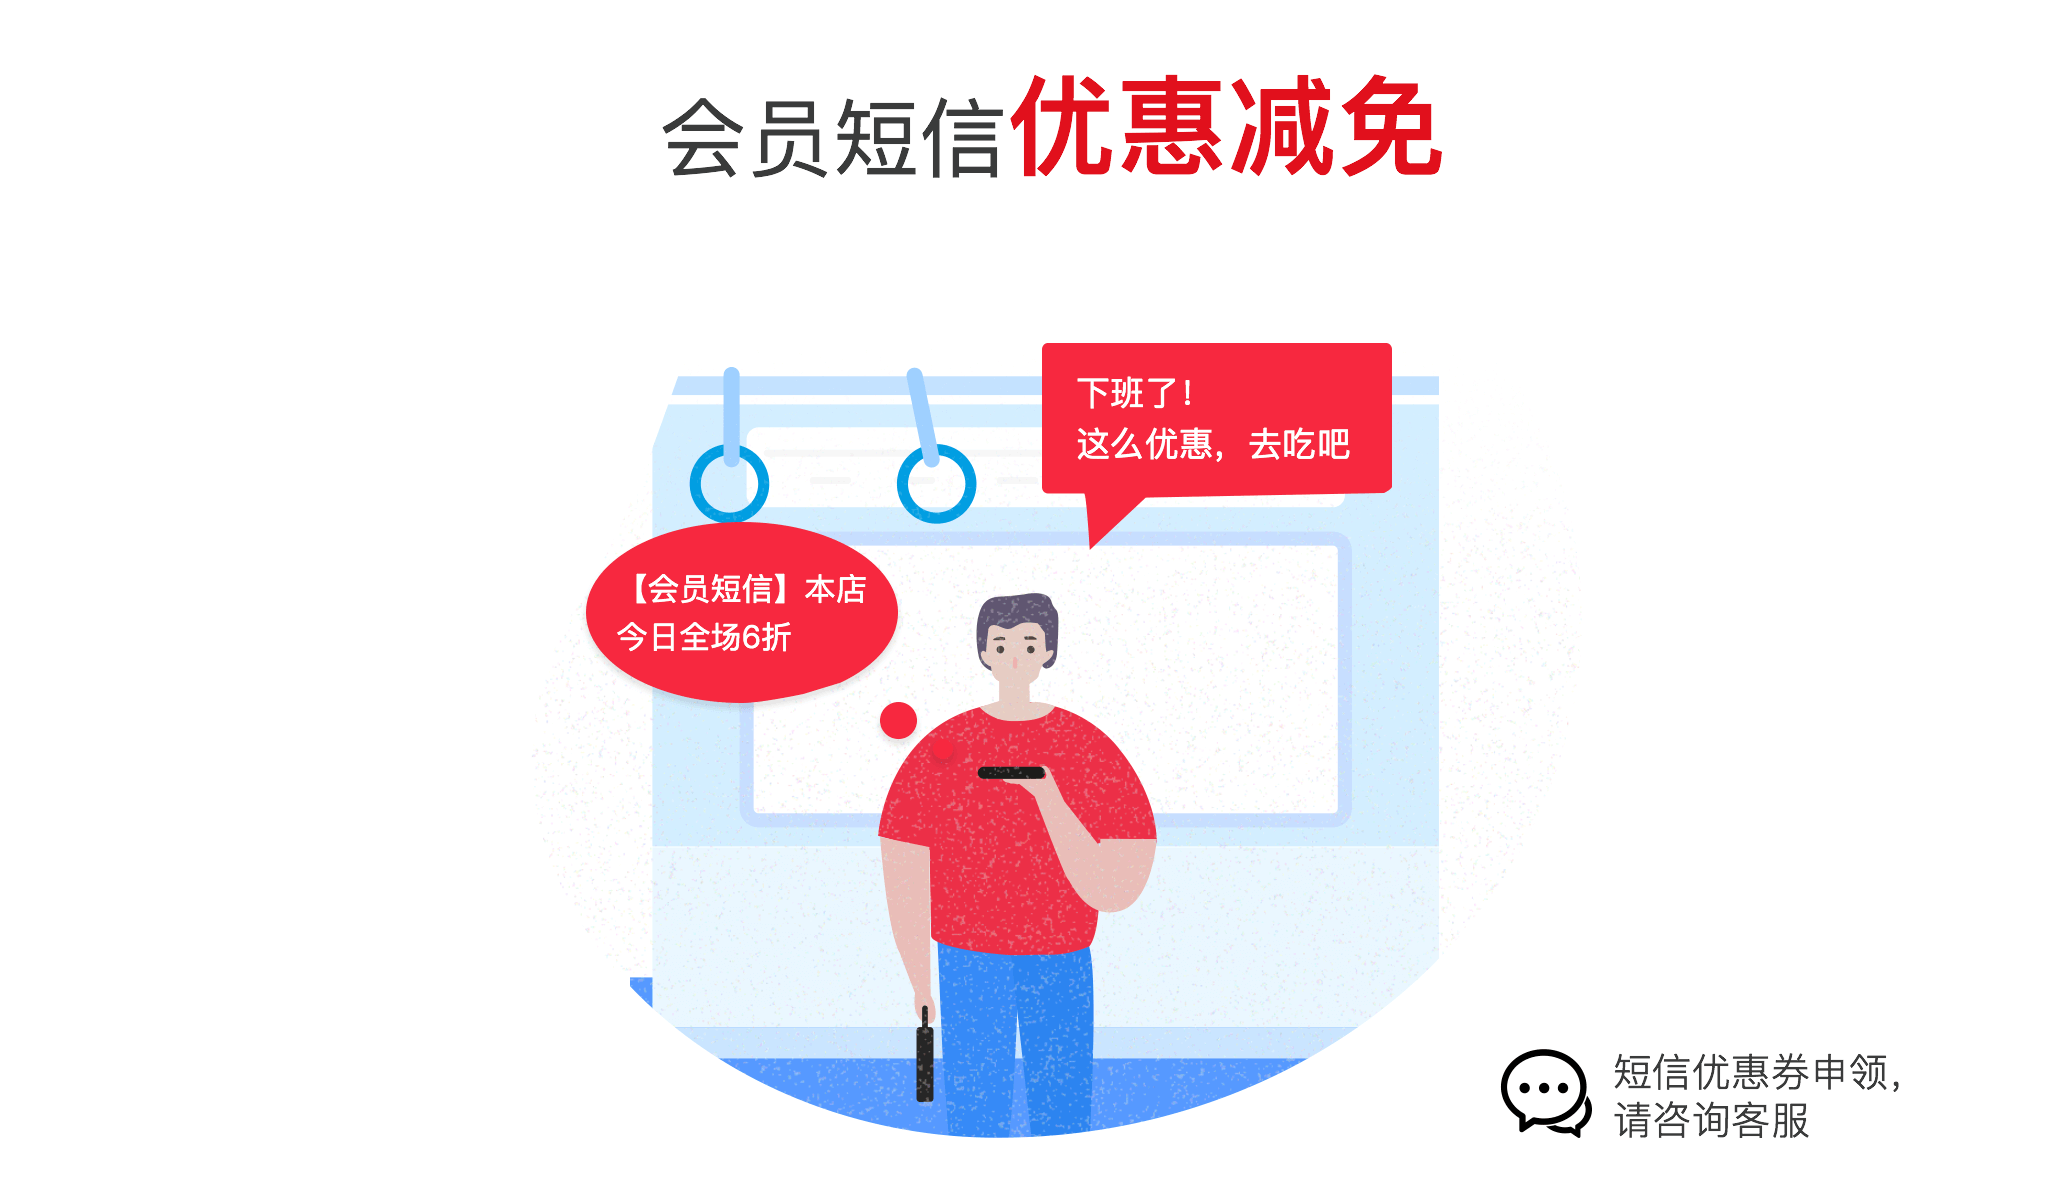 会员短信优惠减免
下班了！
这么优惠，去吃吧
【会员短信】本店
今日全场6折
短信优惠券申领，
请咨询客服